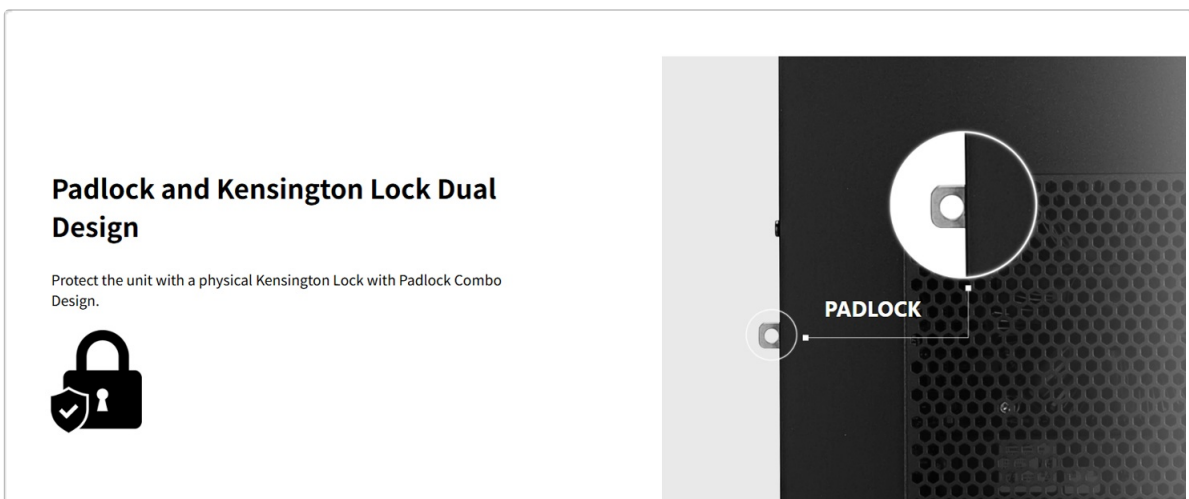 Padlock and Kensington Lock Dual
Design
Protect the unit with a physical Kensington Lock with Padlock Combo
Design.
PADLOCK